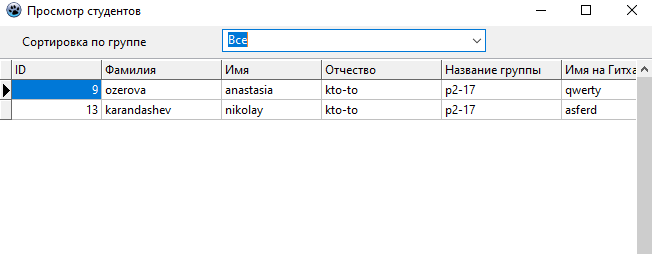 Просмотр студентов
Сортировка по группе Все
ID Фамилия Имя Отчество Название группы Имя на Гитха
9 ozerova anastasia kto-to p2-17 qwerty
13 karandashev nikolay kto-to p2-17 asferd